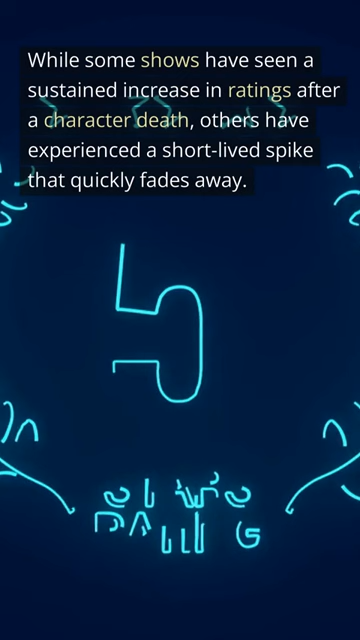 While some shows have seen a
sustained increase in ratings after
a character death, others have
experienced a short-lived spike
that quickly fades away.